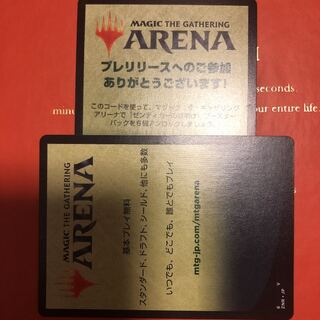 MAGIC THE GATHERING
ARENA
プレリリースへのご参加
ありがとうございます!
このコードを使って、マジック:ザ・ギャザリング
アリーナで「ゼンディカーの夜明け」ブースター
パックを6個アンロックしましょう!
seconds.
your entire life.
MAGIC THE GATHERING
ARENA
基本プレイ無料
スタンダード、ドラフト、シールド、他にも多数
いつでも、どこでも、誰とでもプレイ
mtg-jp.com/mtgarena
ZNR・JP